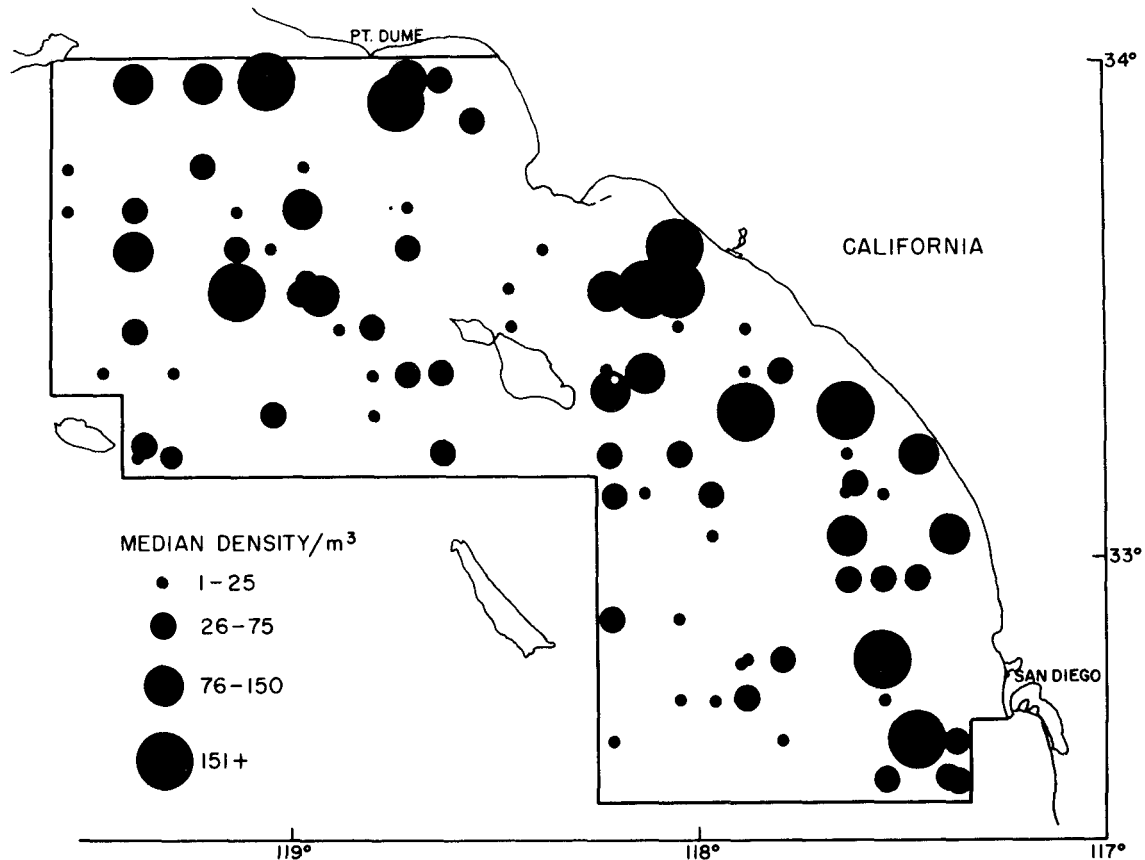 PT. DUME
34°
CALIFORNIA
MEDIAN DENSITY/m³
33°
1-25
26-75
SAN DIEGO
76-150
151+
119°
118°
117°